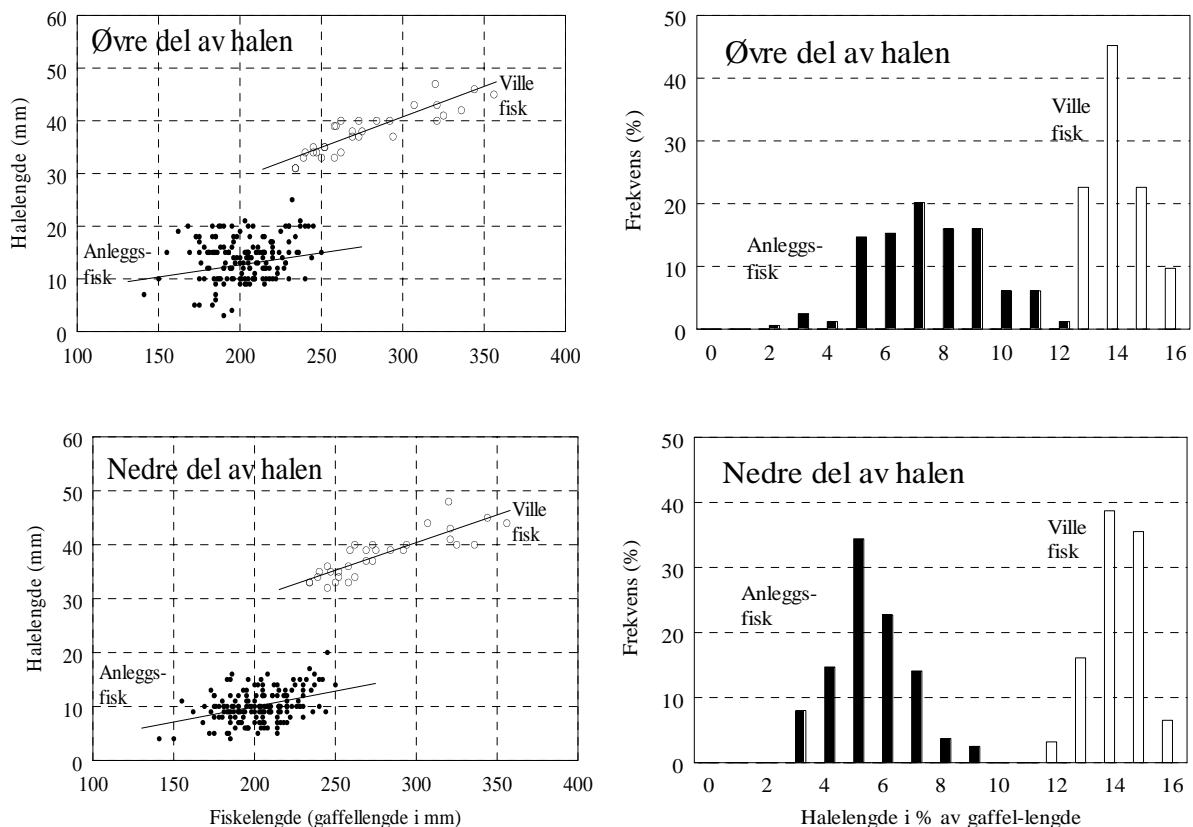 Øvre del av halen
Halelengde (mm)
60
50
40
30
20
10
0
Ville
fisk
Anleggs-
fisk
100 150 200 250 300 350 400
Øvre del av halen
Frekvens (%)
50
40
30
20
10
0
Ville
fisk
Anleggs-
fisk
0 2 4 6 8 10 12 14 16
Nedre del av halen
Halelengde (mm)
60
50
40
30
20
10
0
Ville
fisk
Anleggs-
fisk
100 150 200 250 300 350 400
Fiskelengde (gaffellengde i mm)
Nedre del av halen
Frekvens (%)
50
40
30
20
10
0
Ville
fisk
Anleggs-
fisk
0 2 4 6 8 10 12 14 16
Halelengde i % av gaffel-lengde